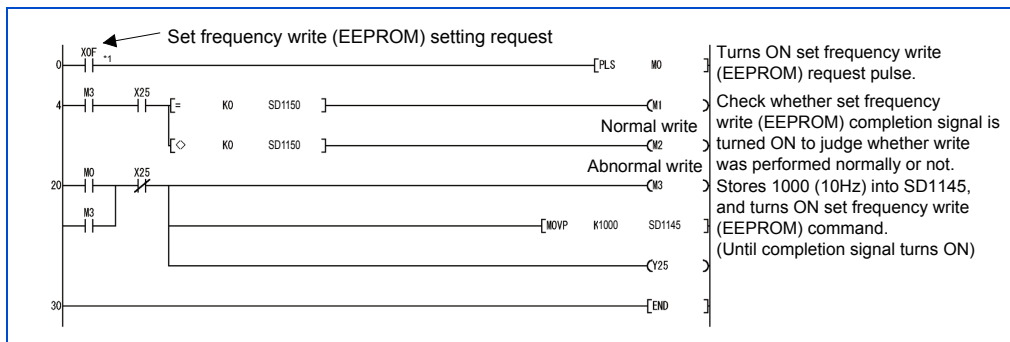 Set frequency write (EEPROM) setting request
X0F
*1
0 [PLS M0 ]
Turns ON set frequency write
(EEPROM) request pulse.
M3 X25
4 [= K0 SD1150 ] (M1 )
Normal write
[<> K0 SD1150 ] (M2 )
Abnormal write
Check whether set frequency
write (EEPROM) completion signal is
turned ON to judge whether write
was performed normally or not.
M0 X25
20 (M3 )
M3
[MOVP K1000 SD1145 ]
(Y25 )
Stores 1000 (10Hz) into SD1145,
and turns ON set frequency write
(EEPROM) command.
(Until completion signal turns ON)
30 [END ]